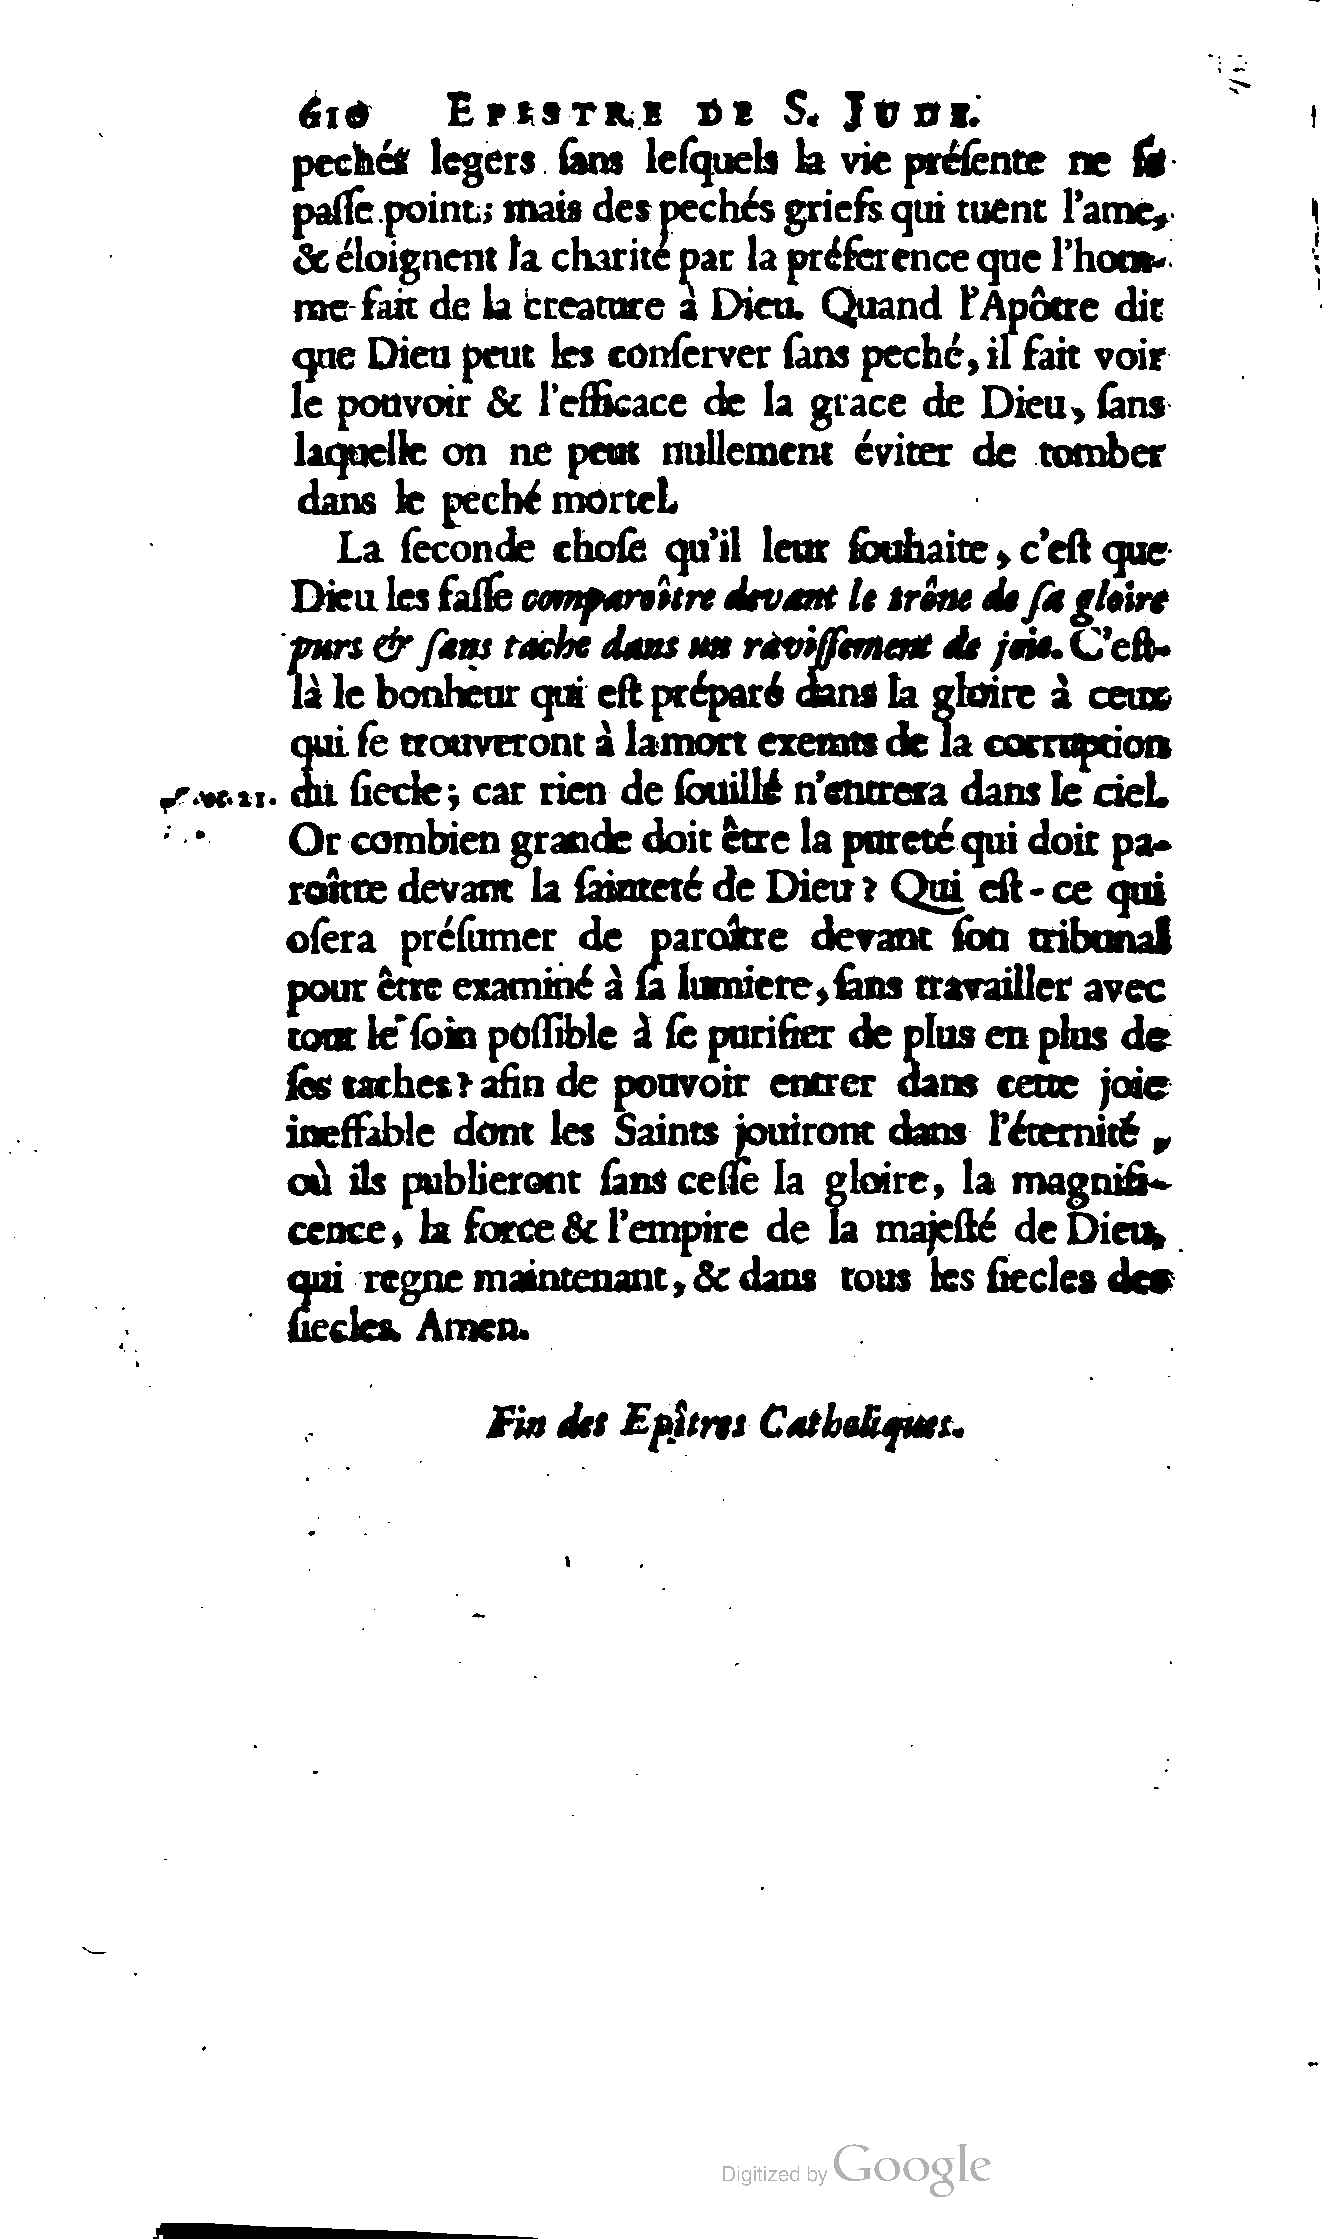 610 EPISTRE DE S. JUDE.
pechés legers sans lesquels la vie présente ne se
passe point; mais des pechés griefs qui tuent l'ame,
& éloignent la charité par la préference que l'hom-
me fait de la creature à Dieu. Quand l'Apôtre dit
que Dieu peut les conserver sans peché, il fait voir
le pouvoir & l'efficace de la grace de Dieu, sans
laquelle on ne peut nullement éviter de tomber
dans le peché mortel.
La seconde chose qu'il leur souhaite, c'est que
Dieu les fasse comparoître devant le trône de sa gloire
purs & sans tache dans un ravissement de joie. C'est-
là le bonheur qui est préparé dans la gloire à ceux
qui se trouveront à la mort exemts de la corruption
21. du siecle; car rien de souillé n'entrera dans le ciel.
Or combien grande doit être la pureté qui doit pa-
roître devant la sainteté de Dieu? Qui est-ce qui
osera présumer de paroître devant son tribunal
pour être examiné à sa lumiere, sans travailler avec
tout le soin possible à se purifier de plus en plus de
ses taches? afin de pouvoir entrer dans cette joie
ineffable dont les Saints jouiront dans l'éternité,
où ils publieront sans cesse la gloire, la magnifi-
cence, la force & l'empire de la majesté de Dieu,
qui regne maintenant, & dans tous les siecles des
siecles. Amen.
Fin des Epîtres Catholiques.
Digitized by Google